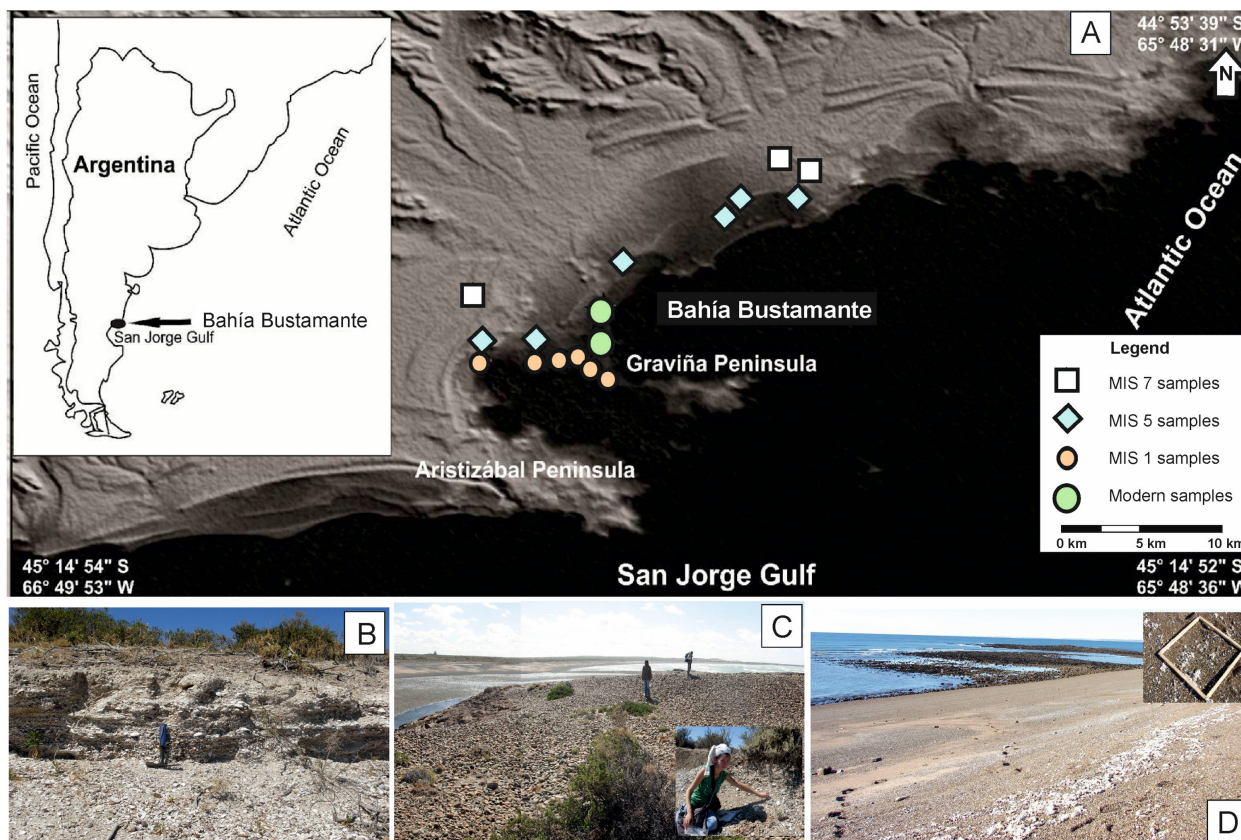 Pacific Ocean
Argentina
Atlantic Ocean
Bahía Bustamante
San Jorge Gulf
A
44° 53' 39" S
65° 48' 31" W
N
Atlantic Ocean
Bahía Bustamante
Graviña Peninsula
Aristizábal Peninsula
San Jorge Gulf
45° 14' 54" S
66° 49' 53" W
Legend
MIS 7 samples
MIS 5 samples
MIS 1 samples
Modern samples
0 km 5 km 10 km
45° 14' 52" S
65° 48' 36" W
B
C
D